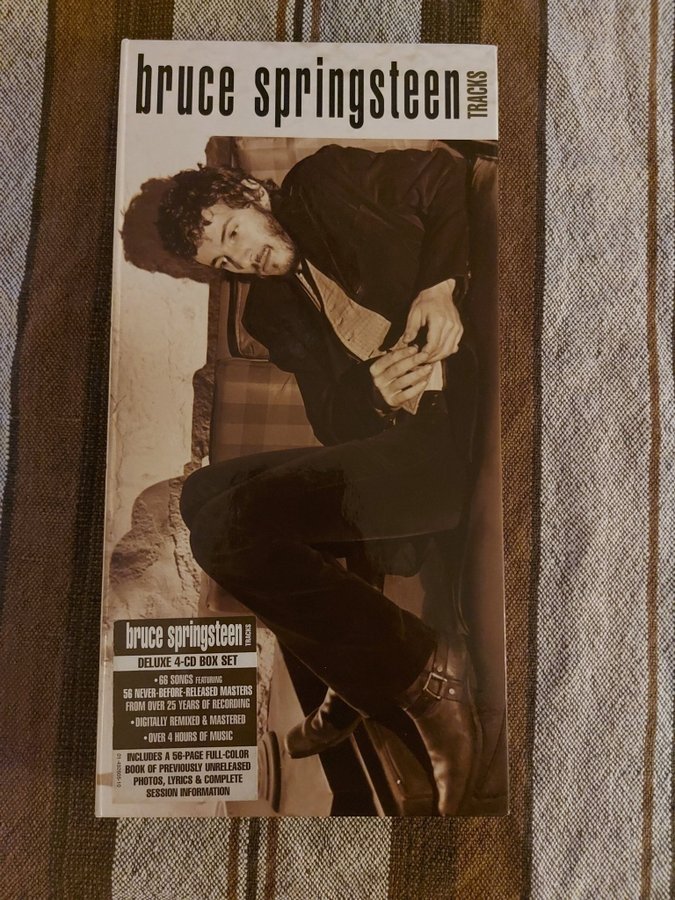 bruce springsteen TRACKS
bruce springsteen TRACKS
DELUXE 4-CD BOX SET
• 66 SONGS FEATURING
56 NEVER-BEFORE-RELEASED MASTERS
FROM OVER 25 YEARS OF RECORDING
• DIGITALLY REMIXED & MASTERED
• OVER 4 HOURS OF MUSIC
INCLUDES A 56-PAGE FULL-COLOR
BOOK OF PREVIOUSLY UNRELEASED
PHOTOS, LYRICS & COMPLETE
SESSION INFORMATION